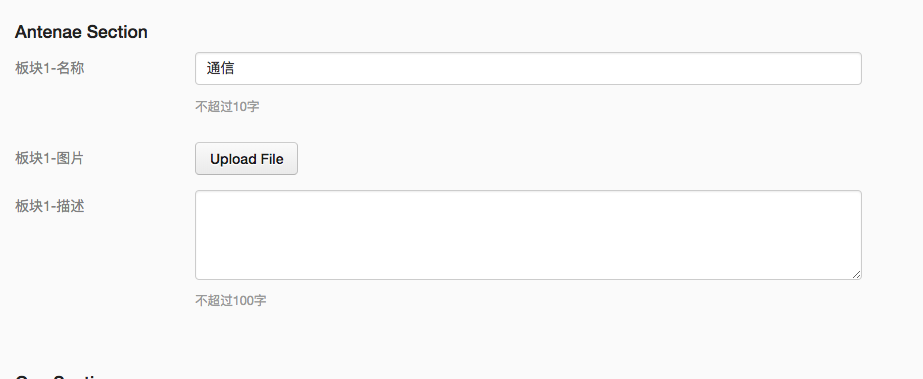 Antenae Section
板块1-名称
通信
不超过10字
板块1-图片
Upload File
板块1-描述
不超过100字